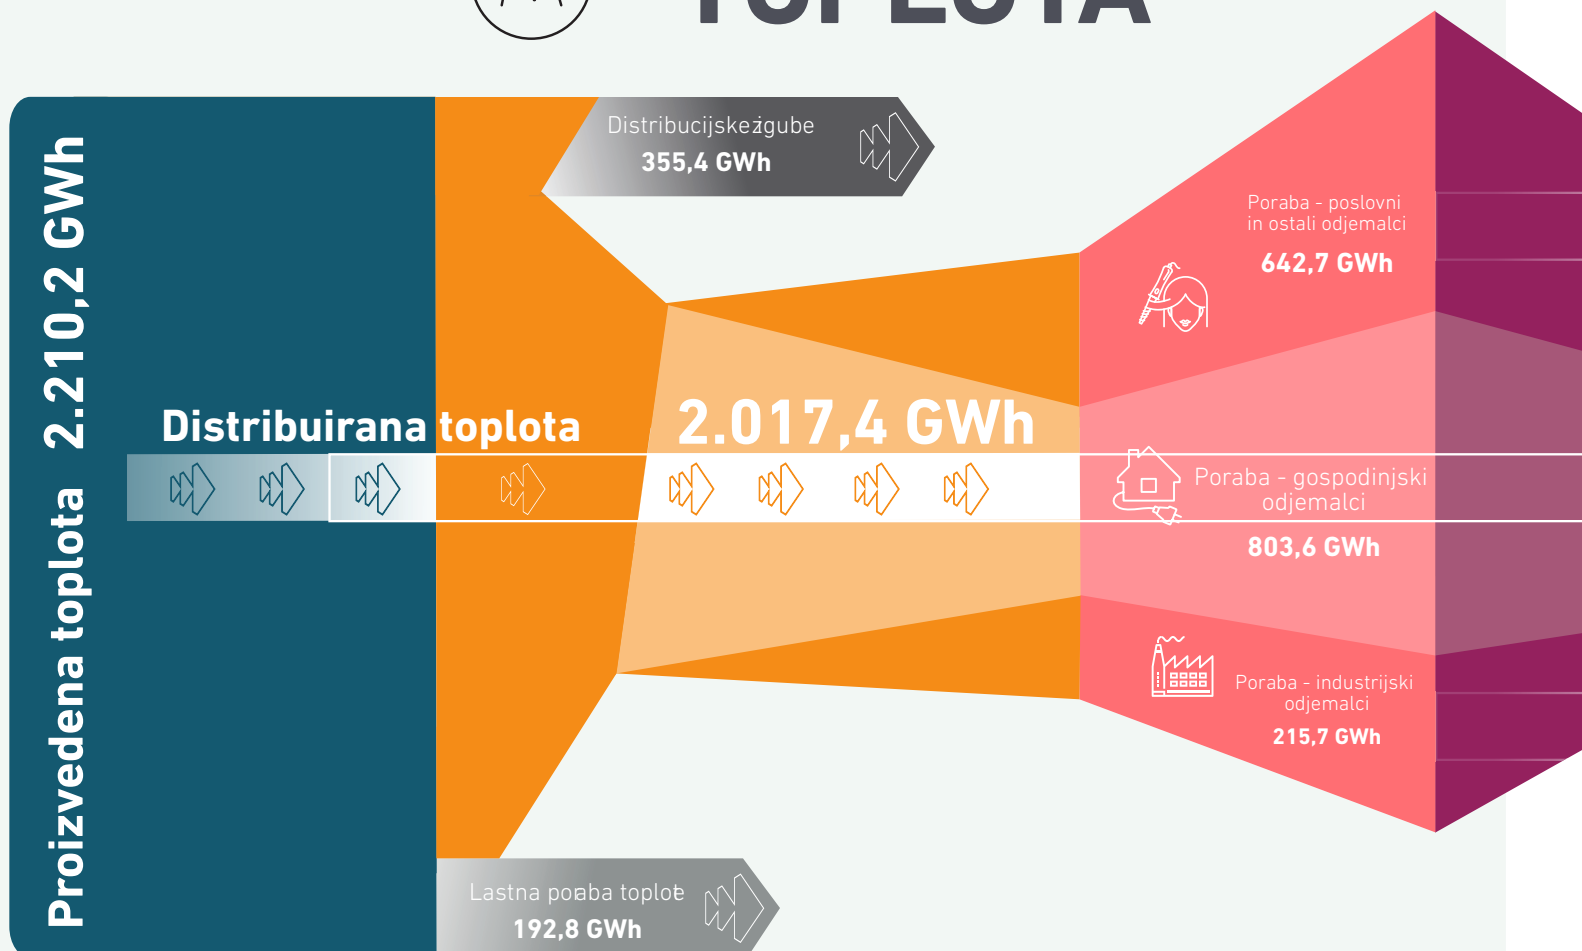 TOPLOTA
Proizvedena toplota 2.210,2 GWh
Distribucijske izgube
355,4 GWh
Distribuirana toplota
2.017,4 GWh
Poraba - poslovni
in ostali odjemalci
642,7 GWh
Poraba - gospodinjski
odjemalci
803,6 GWh
Poraba - industrijski
odjemalci
215,7 GWh
Lastna poraba toplote
192,8 GWh